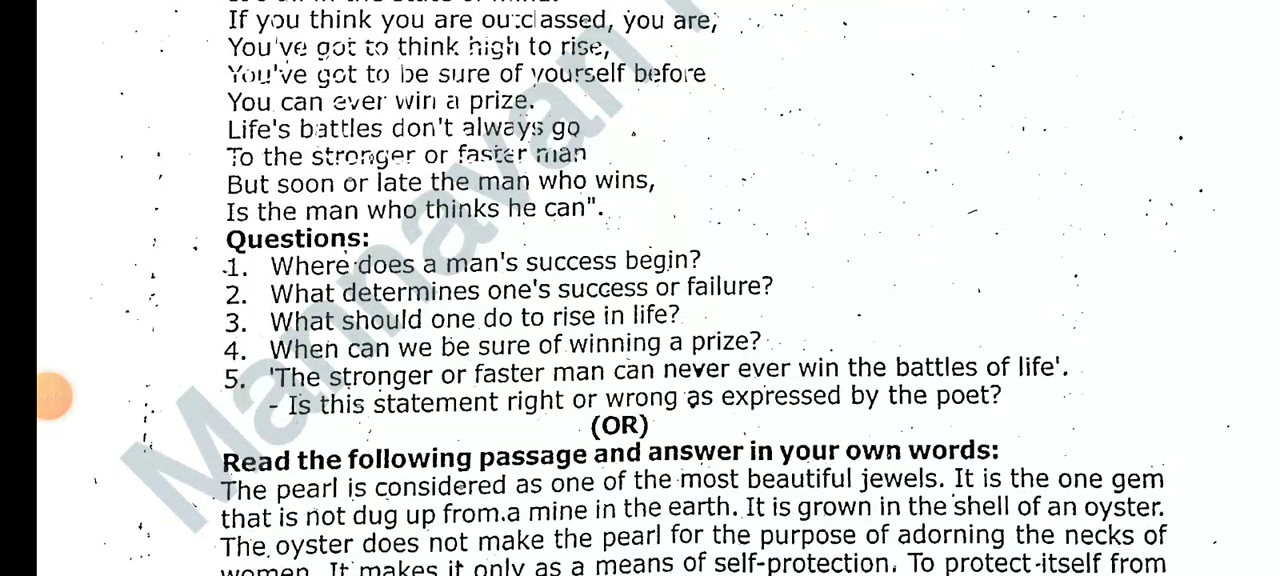 If you think you are outclassed, you are,
You've got to think high to rise,
You've got to be sure of yourself before
You can ever win a prize.
Life's battles don't always go
To the stronger or faster man
But soon or late the man who wins,
Is the man who thinks he can".
Questions:
1. Where does a man's success begin?
2. What determines one's success or failure?
3. What should one do to rise in life?
4. When can we be sure of winning a prize?
5. 'The stronger or faster man can never ever win the battles of life'.
- Is this statement right or wrong as expressed by the poet?
(OR)
Read the following passage and answer in your own words:
The pearl is considered as one of the most beautiful jewels. It is the one gem
that is not dug up from a mine in the earth. It is grown in the shell of an oyster.
The oyster does not make the pearl for the purpose of adorning the necks of
women. It makes it only as a means of self-protection. To protect itself from